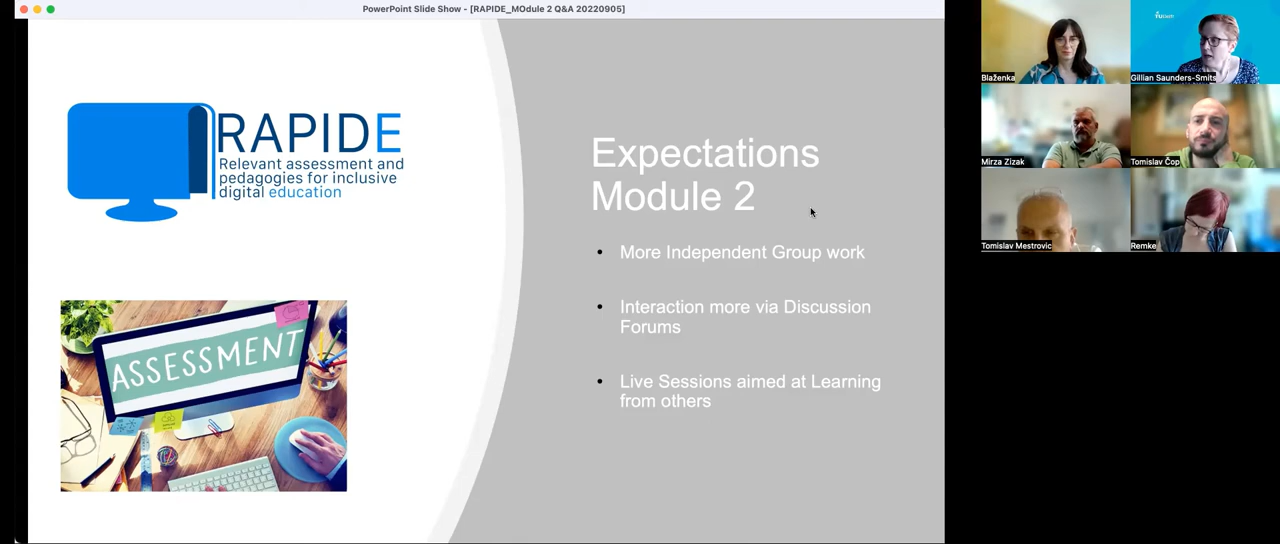 PowerPoint Slide Show - [RAPIDE_MOdule 2 Q&A 20220905]
RAPIDE
Relevant assessment and
pedagogies for inclusive
digital education
ASSESSMENT
Expectations
Module 2
• More Independent Group work
• Interaction more via Discussion
Forums
• Live Sessions aimed at Learning
from others
Blaženka
TUDelft
Gillian Saunders-Smits
Mirza Zizak
Tomislav Čop
Tomislav Mestrovic
Remke